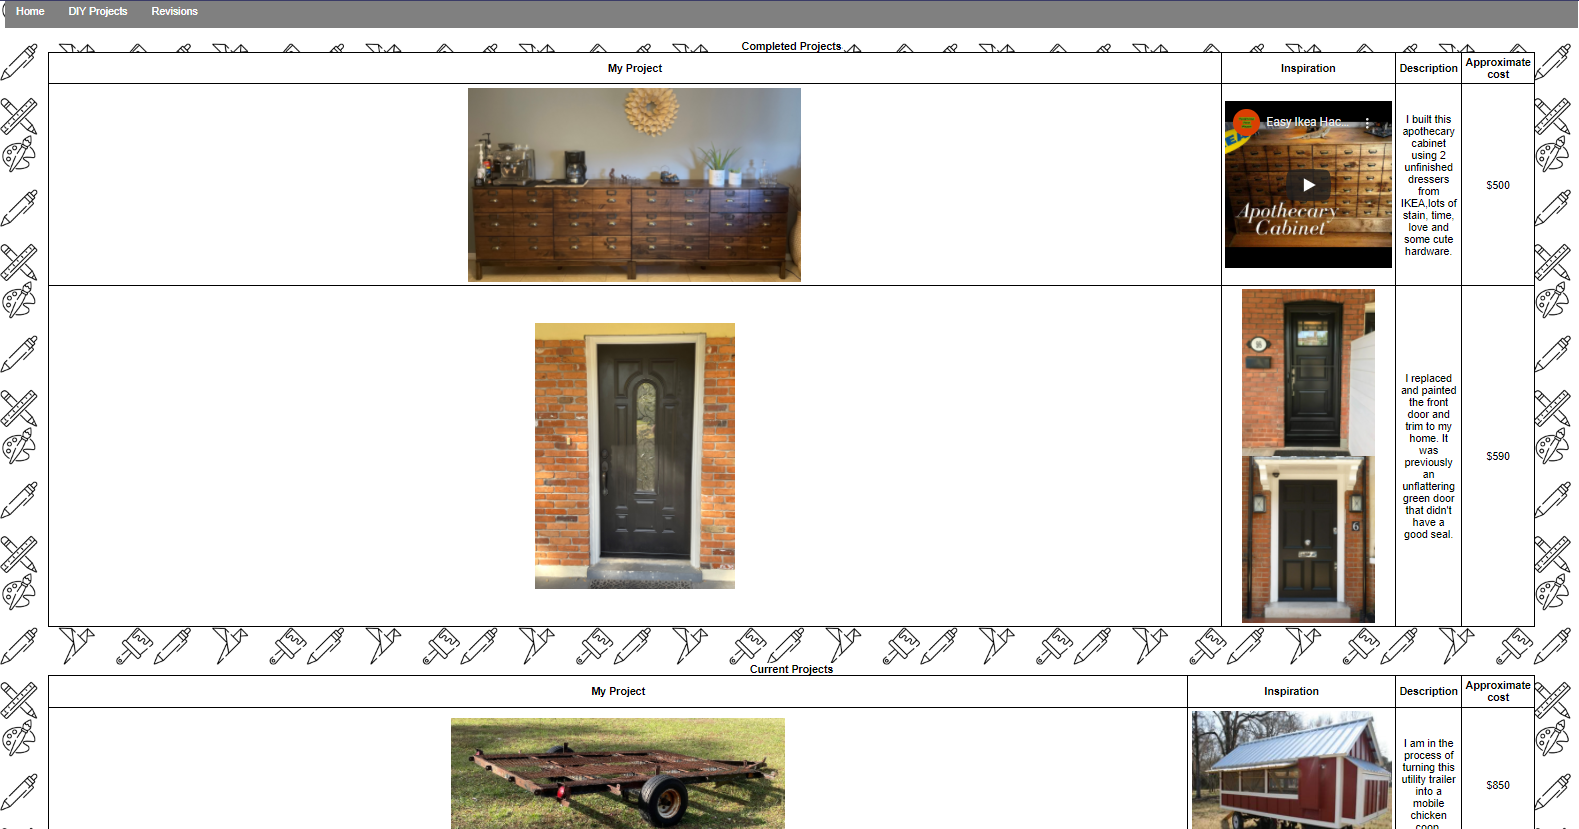 Home DIY Projects Revisions
Completed Projects
My Project Inspiration Description Approximate
cost
Easy Ikea Hac...
Apothecary
Cabinet
I built this
apothecary
cabinet
using 2
unfinished
dressers
from
IKEA,lots of
stain, time,
love and
some cute
hardware.
$500
I replaced
and painted
the front
door and
trim to my
home. It
was
previously
an
unflattering
green door
that didn't
have a
good seal.
$590
Current Projects
My Project Inspiration Description Approximate
cost
I am in the
process of
turning this
utility trailer
into a
mobile
chicken
coop
$850